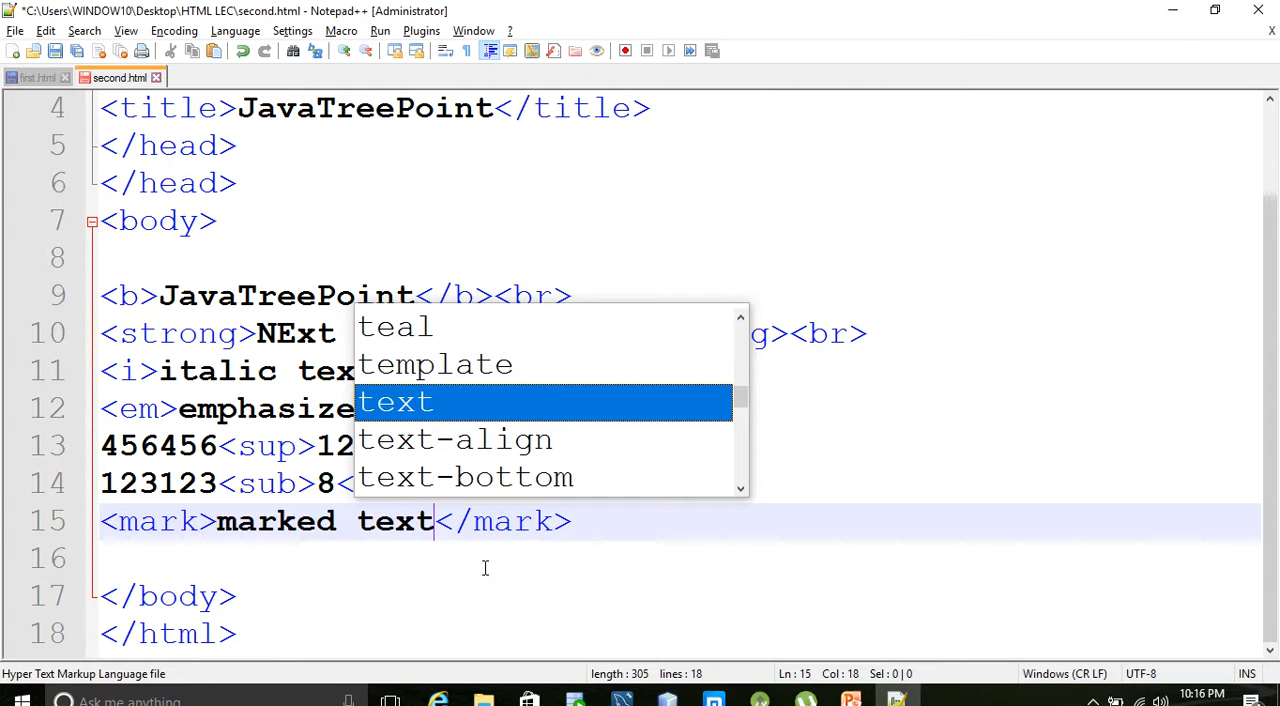 *C:\Users\WINDOW10\Desktop\HTML LEC\second.html - Notepad++ [Administrator]
File Edit Search View Encoding Language Settings Macro Run Plugins Window ? X
first.html second.html
4 <title>JavaTreePoint</title>
5 </head>
6 </head>
7 <body>
8
9 <b>JavaTreePoint</b><br>
10 <strong>NExt g><br>
11 <i>italic tex
12 <em>emphasize
13 456456<sup>12
14 123123<sub>8<
15 <mark>marked text</mark>
16
17 </body>
18 </html>
teal
template
text
text-align
text-bottom
Hyper Text Markup Language file length : 305 lines : 18 Ln : 15 Col : 18 Sel : 0 | 0 Windows (CR LF) UTF-8 INS
Ask me anything 10:16 PM